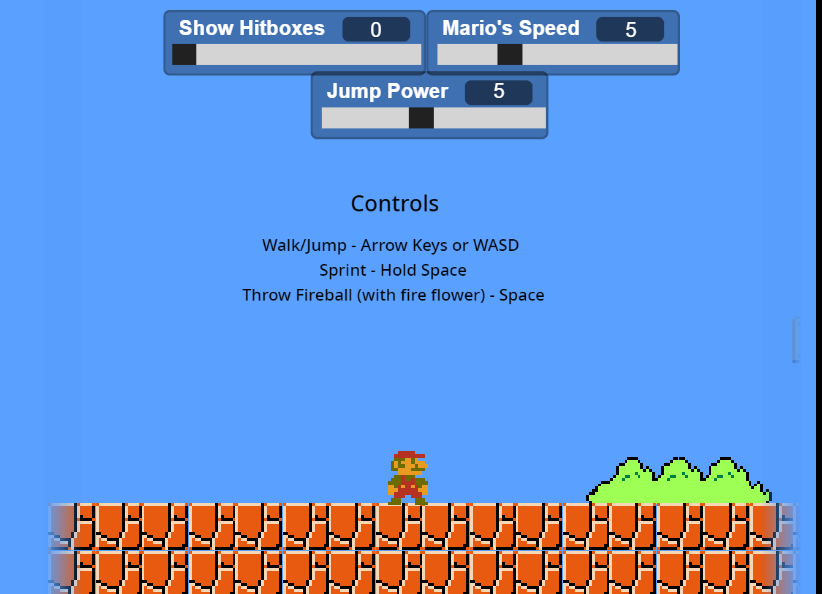 Show Hitboxes 0 Mario's Speed 5
Jump Power 5
Controls
Walk/Jump - Arrow Keys or WASD
Sprint - Hold Space
Throw Fireball (with fire flower) - Space